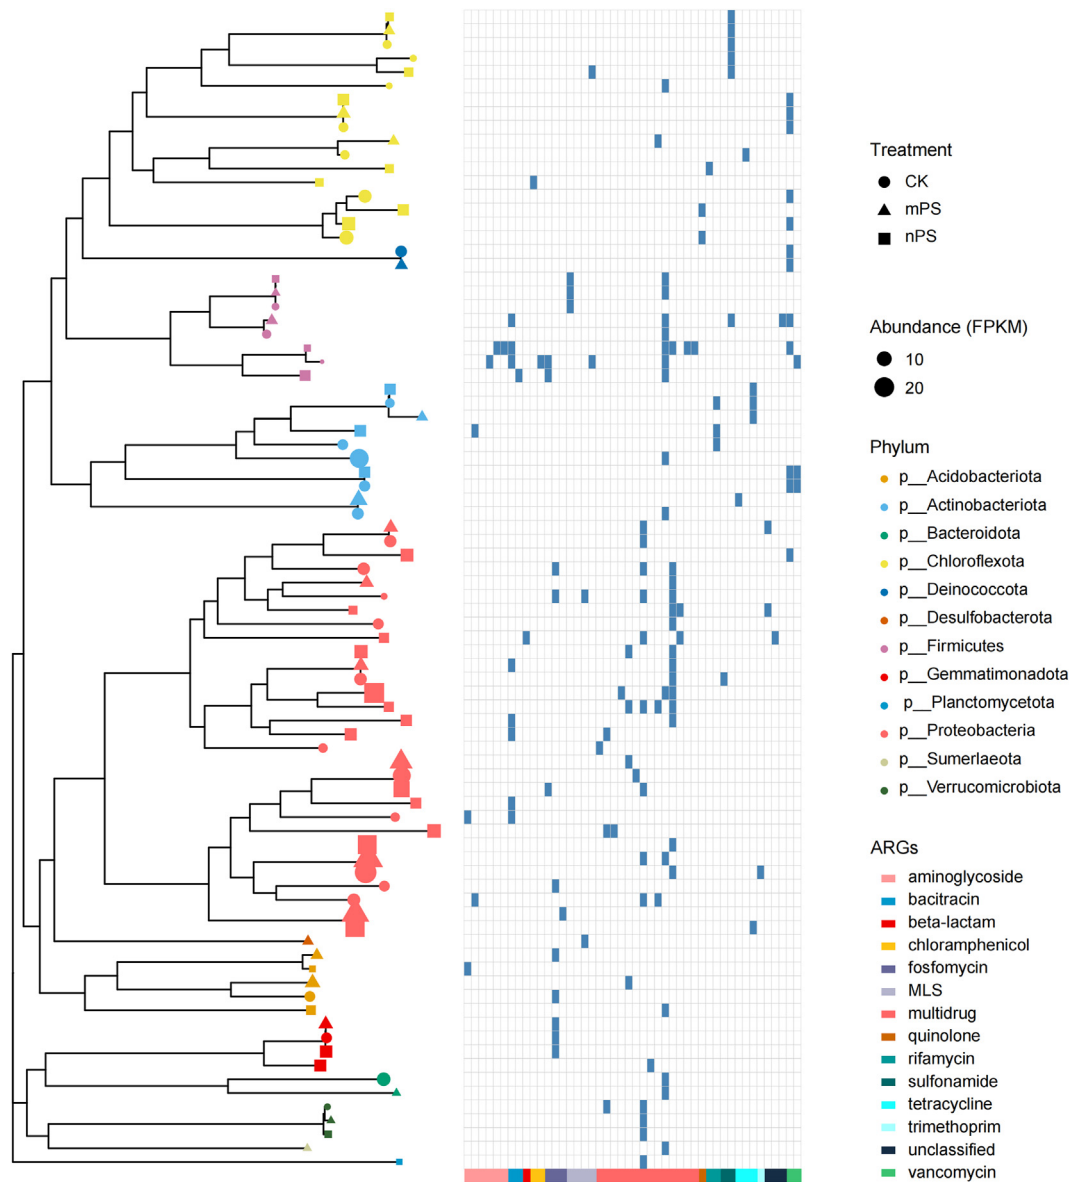 Treatment
CK
mPS
nPS
Abundance (FPKM)
10
20
Phylum
p__Acidobacteriota
p__Actinobacteriota
p__Bacteroidota
p__Chloroflexota
p__Deinococcota
p__Desulfobacterota
p__Firmicutes
p__Gemmatimonadota
p__Planctomycetota
p__Proteobacteria
p__Sumerlaeota
p__Verrucomicrobiota
ARGs
aminoglycoside
bacitracin
beta-lactam
chloramphenicol
fosfomycin
MLS
multidrug
quinolone
rifamycin
sulfonamide
tetracycline
trimethoprim
unclassified
vancomycin